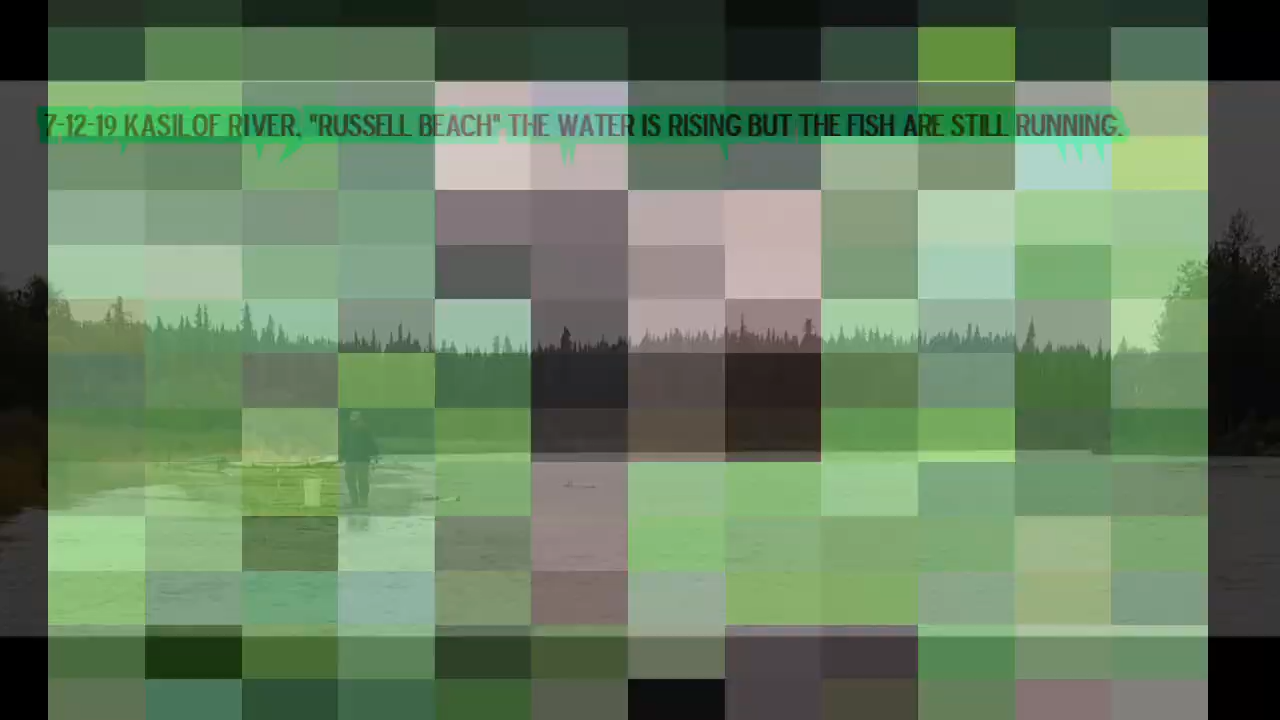 7-12-19 KASILOF RIVER, "RUSSELL BEACH" THE WATER IS RISING BUT THE FISH ARE STILL RUNNING.